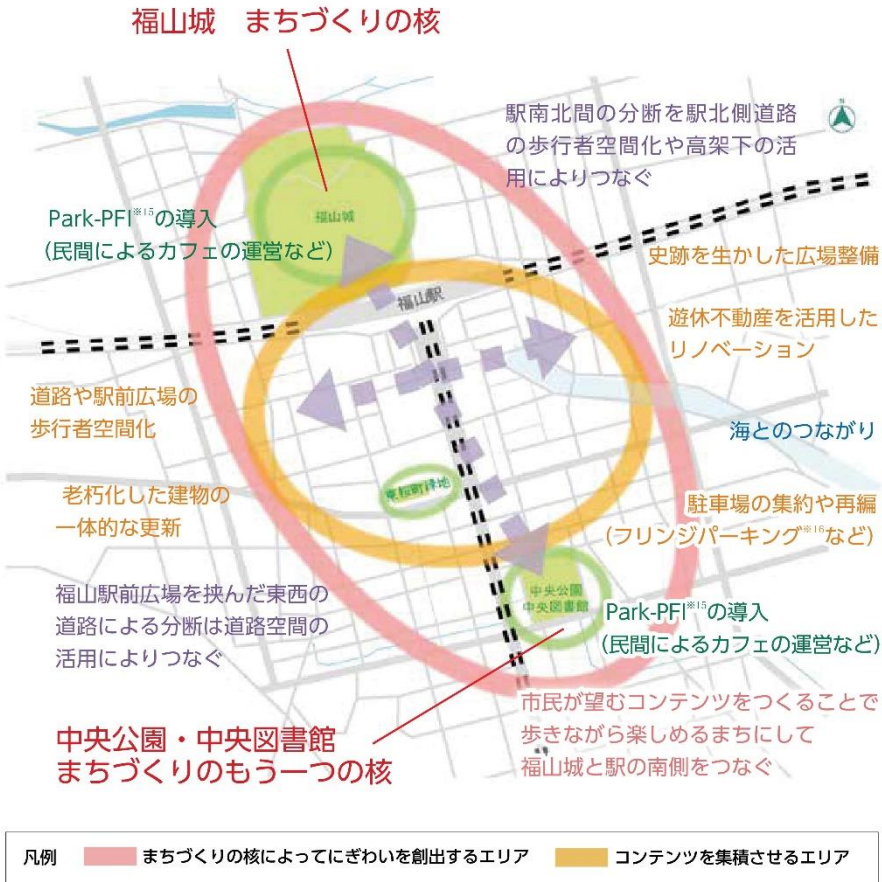 福山城　まちづくりの核
駅南北間の分断を駅北側道路
の歩行者空間化や高架下の活
用によりつなぐ
N
福山城
Park-PFI※15の導入
(民間によるカフェの運営など)
史跡を生かした広場整備
福山駅
遊休不動産を活用した
リノベーション
道路や駅前広場の
歩行者空間化
海とのつながり
東桜町緑地
老朽化した建物の
一体的な更新
駐車場の集約や再編
(フリンジパーキング※16など)
福山駅前広場を挟んだ東西の
道路による分断は道路空間の
活用によりつなぐ
中央公園
中央図書館
Park-PFI※15の導入
(民間によるカフェの運営など)
市民が望むコンテンツをつくることで
歩きながら楽しめるまちにして
福山城と駅の南側をつなぐ
中央公園・中央図書館
まちづくりのもう一つの核
凡例　まちづくりの核によってにぎわいを創出するエリア　コンテンツを集積させるエリア